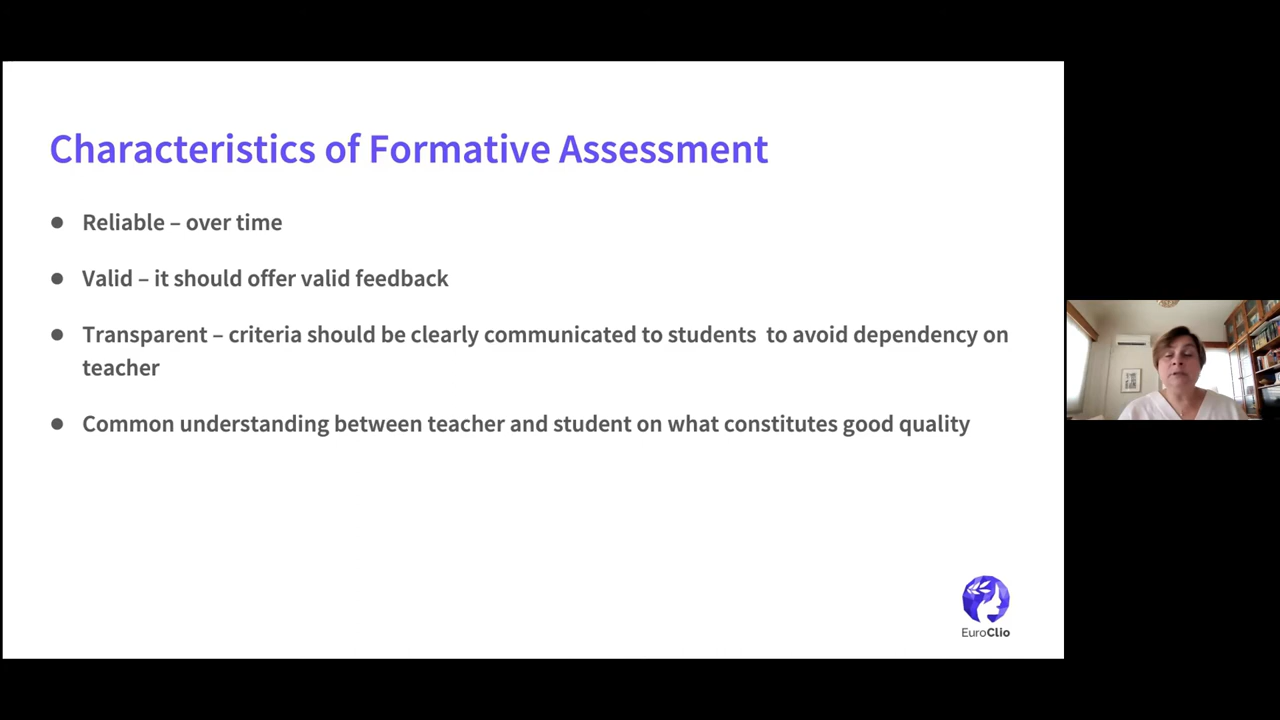 Characteristics of Formative Assessment
● Reliable – over time
● Valid – it should offer valid feedback
● Transparent – criteria should be clearly communicated to students  to avoid dependency on
teacher
● Common understanding between teacher and student on what constitutes good quality
EuroClio